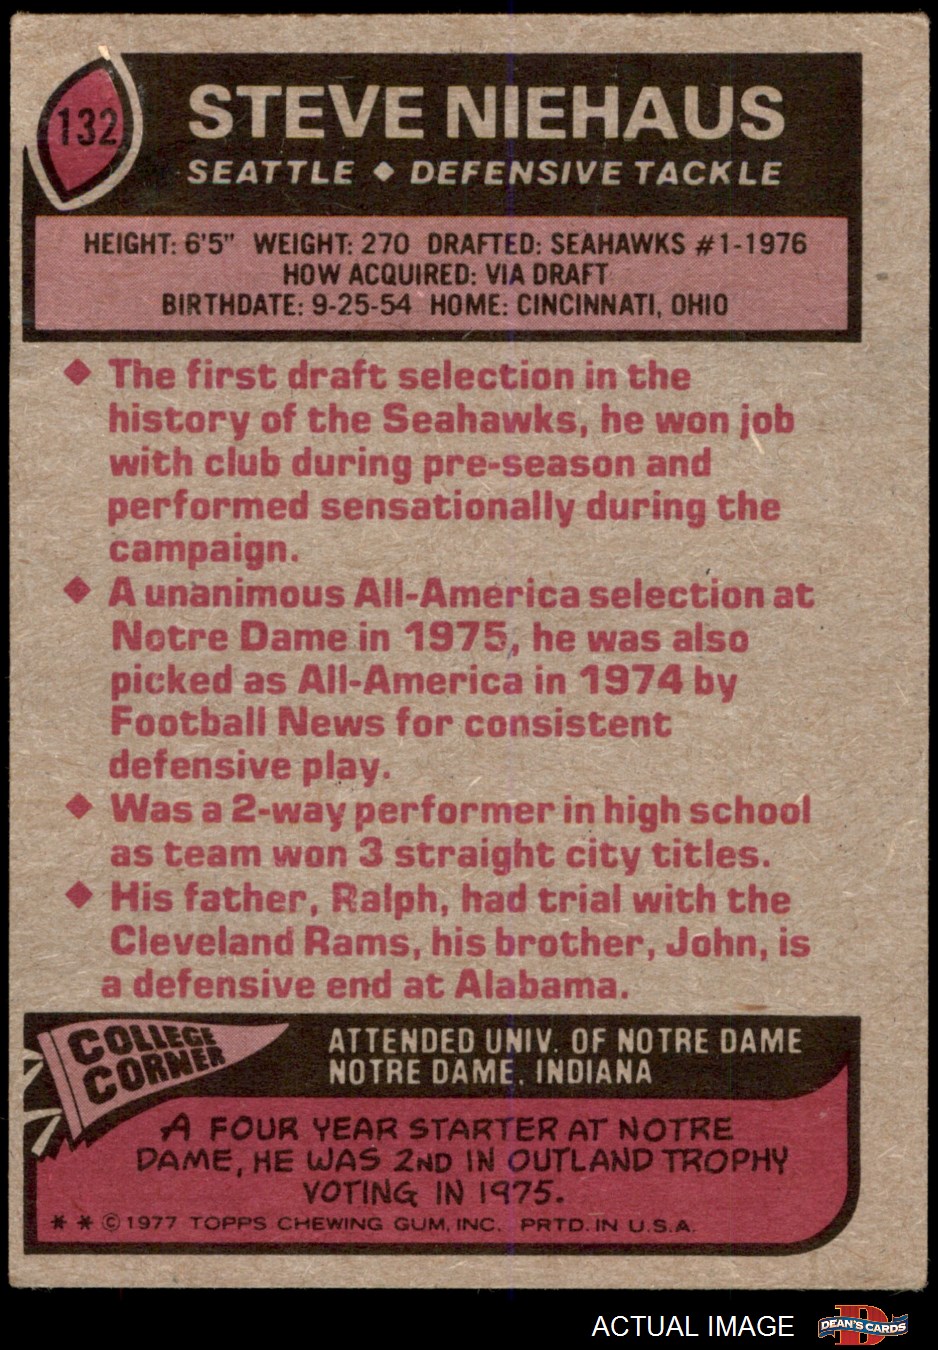 132
STEVE NIEHAUS
SEATTLE ◆ DEFENSIVE TACKLE
HEIGHT: 6'5" WEIGHT: 270 DRAFTED: SEAHAWKS #1-1976
HOW ACQUIRED: VIA DRAFT
BIRTHDATE: 9-25-54 HOME: CINCINNATI, OHIO
◆ The first draft selection in the
history of the Seahawks, he won job
with club during pre-season and
performed sensationally during the
campaign.
◆ A unanimous All-America selection at
Notre Dame in 1975, he was also
picked as All-America in 1974 by
Football News for consistent
defensive play.
◆ Was a 2-way performer in high school
as team won 3 straight city titles.
◆ His father, Ralph, had trial with the
Cleveland Rams, his brother, John, is
a defensive end at Alabama.
COLLEGE
CORNER
ATTENDED UNIV. OF NOTRE DAME
NOTRE DAME, INDIANA
A FOUR YEAR STARTER AT NOTRE
DAME, HE WAS 2ND IN OUTLAND TROPHY
VOTING IN 1975.
* * © 1977 TOPPS CHEWING GUM, INC. PRTD. IN U.S.A.
ACTUAL IMAGE
DEAN'S CARDS